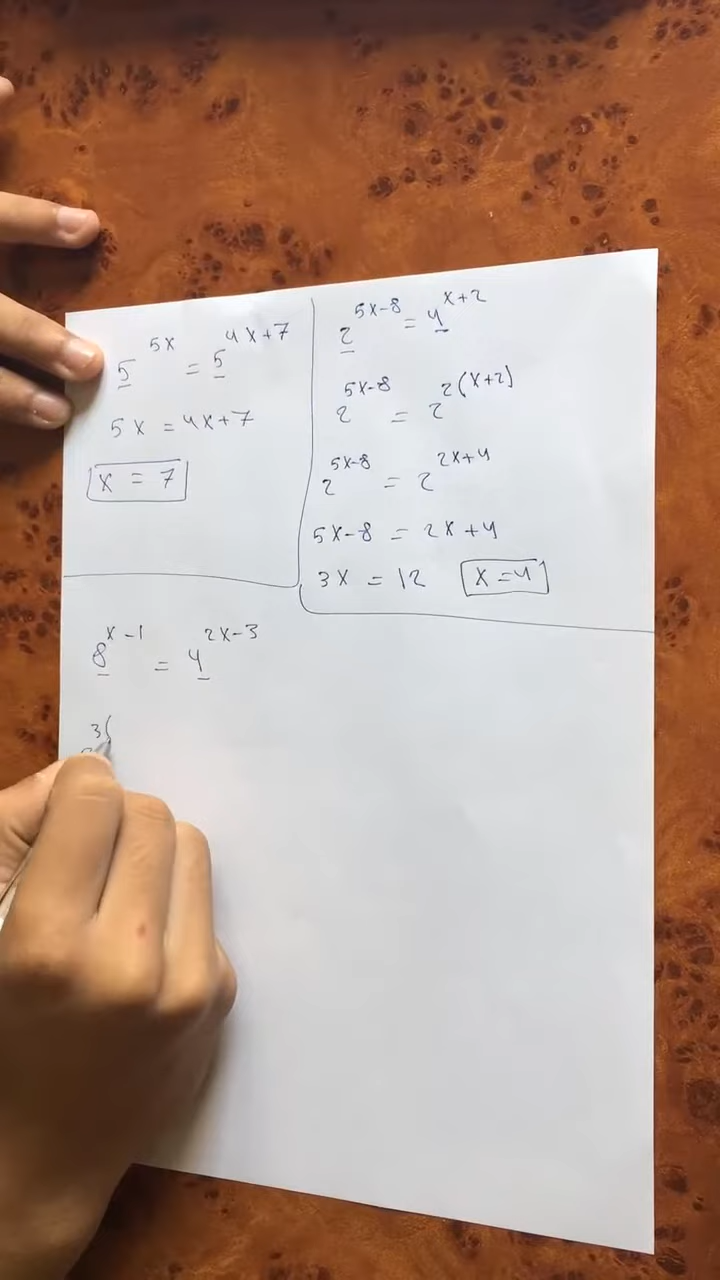 5^5x = 5^4x+7
5x = 4x+7
x = 7
2^5x-8 = 4^x+2
2^5x-8 = 2^2(x+2)
2^5x-8 = 2^2x+4
5x-8 = 2x+4
3x = 12 x=4
8^x-1 = 4^2x-3
3(